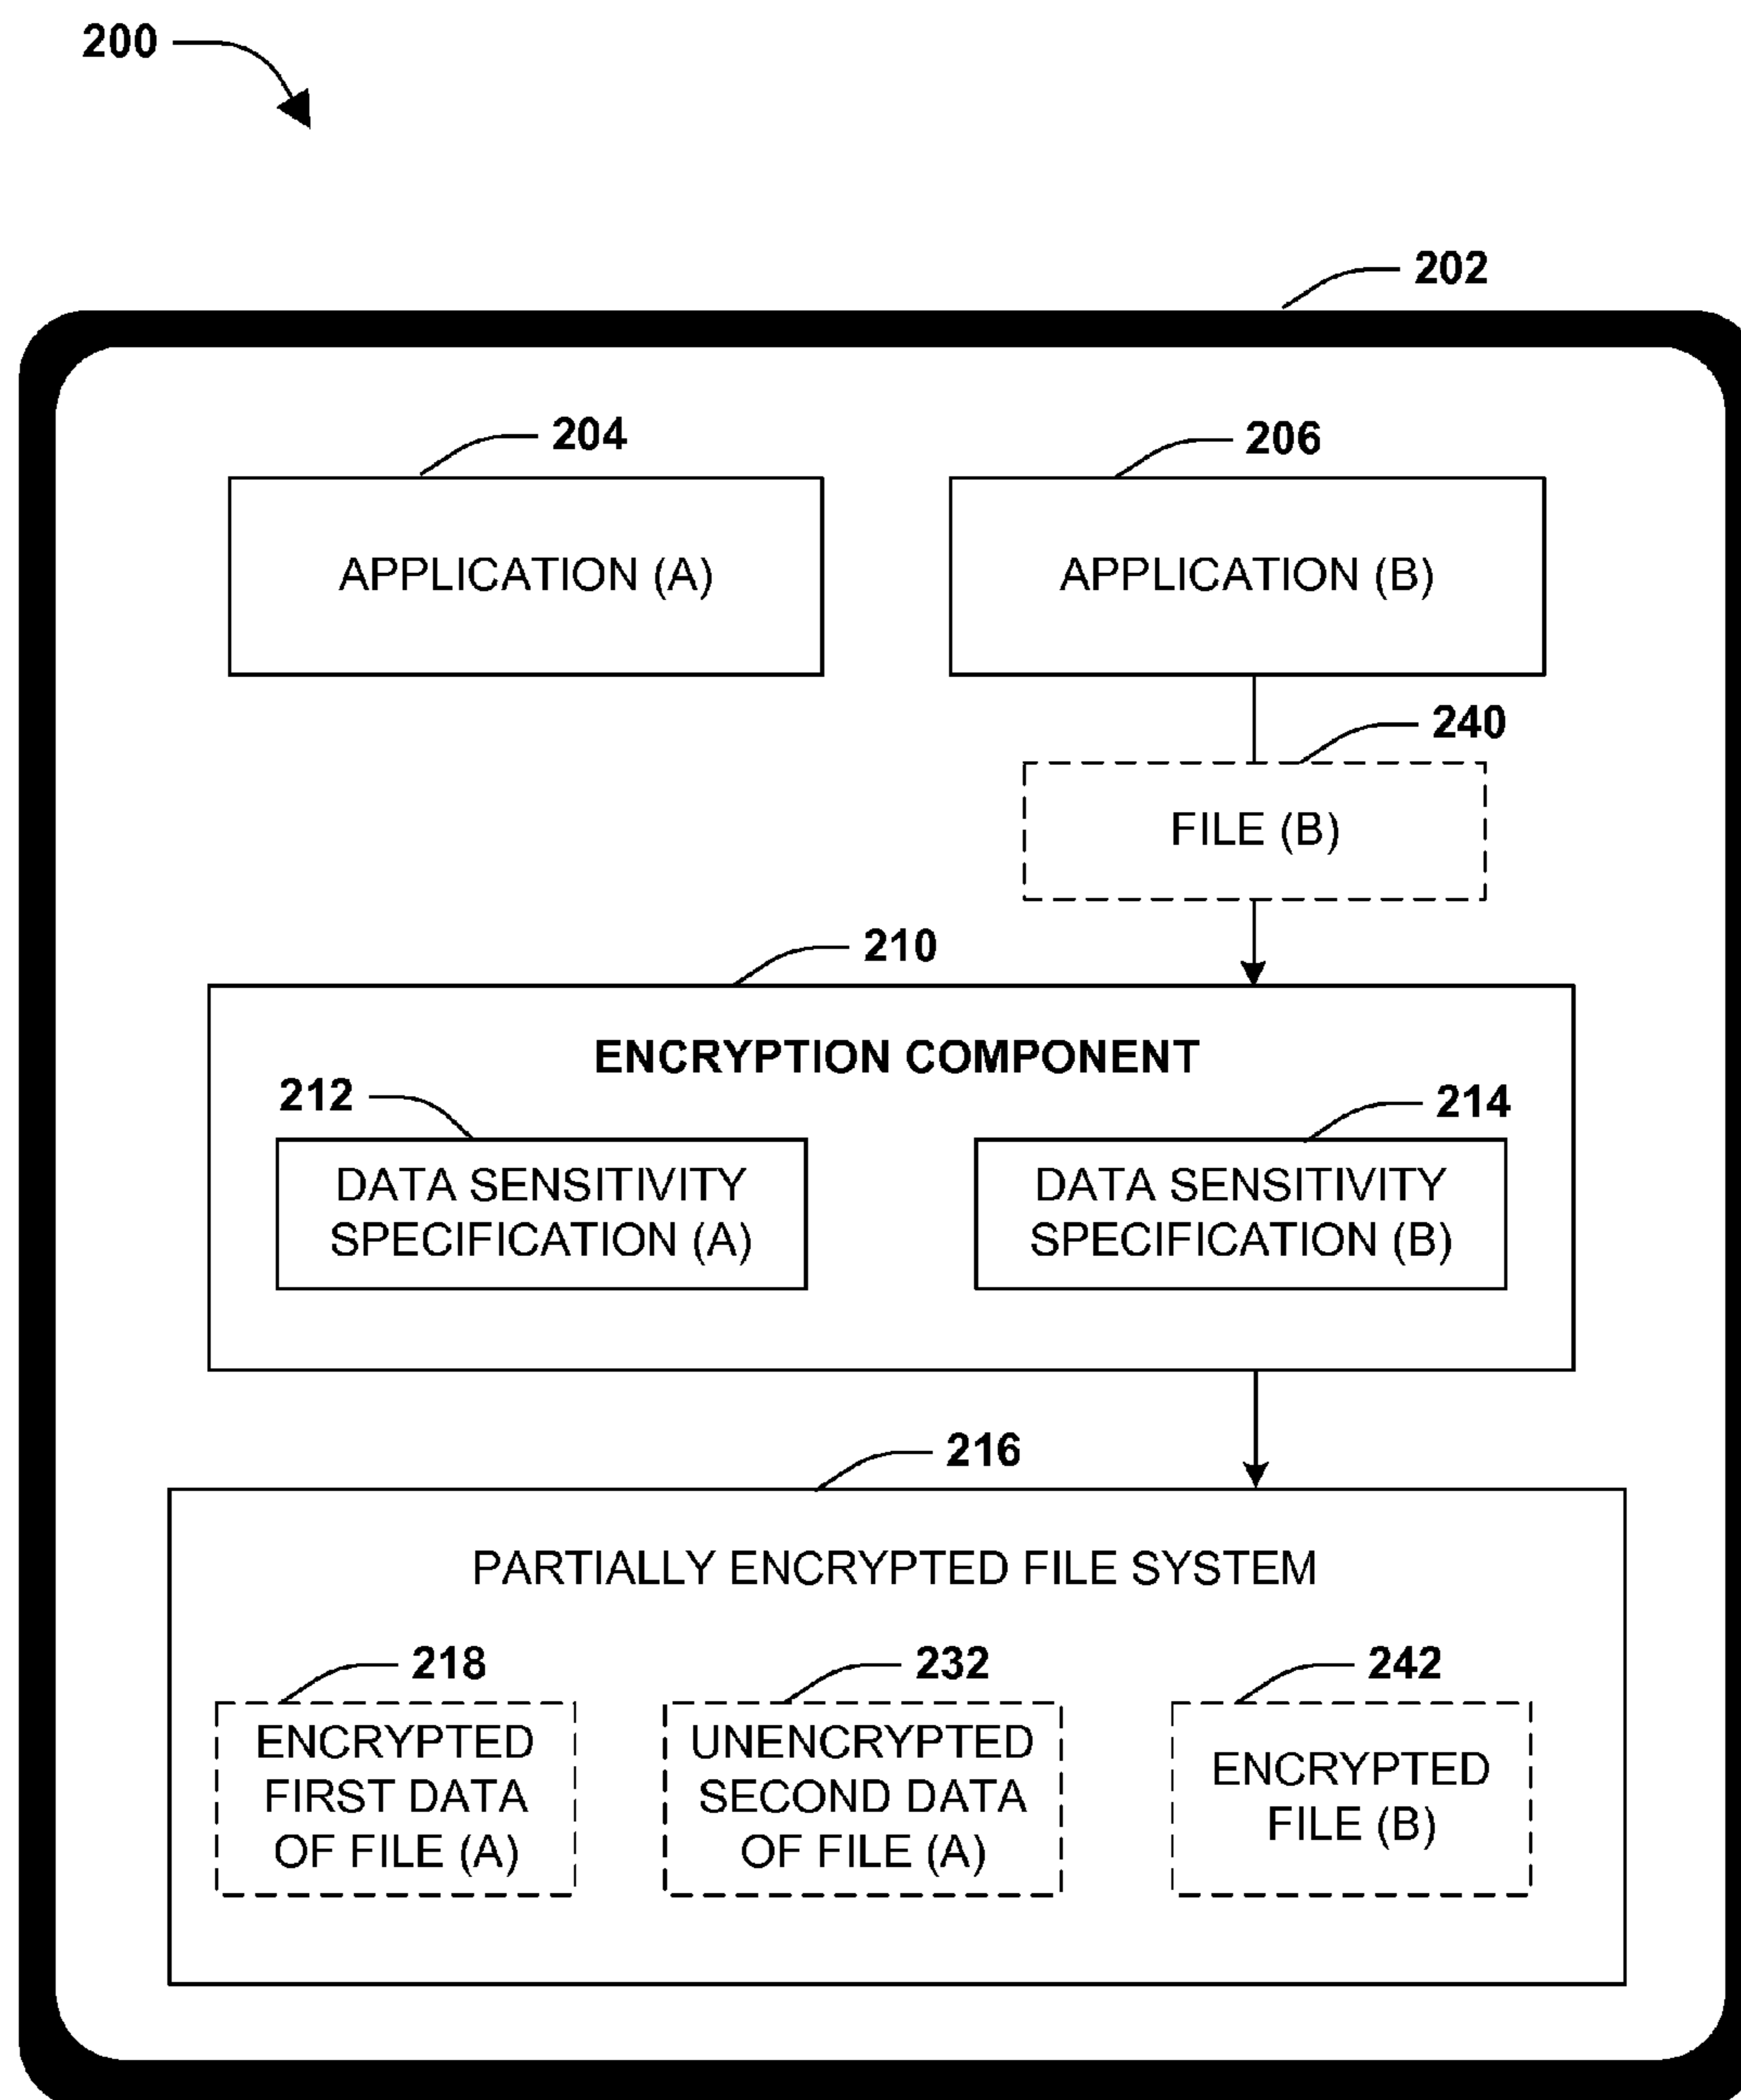 200
202
204
206
APPLICATION (A)
APPLICATION (B)
240
FILE (B)
210
ENCRYPTION COMPONENT
212
214
DATA SENSITIVITY
SPECIFICATION (A)
DATA SENSITIVITY
SPECIFICATION (B)
216
PARTIALLY ENCRYPTED FILE SYSTEM
218
232
242
ENCRYPTED
FIRST DATA
OF FILE (A)
UNENCRYPTED
SECOND DATA
OF FILE (A)
ENCRYPTED
FILE (B)